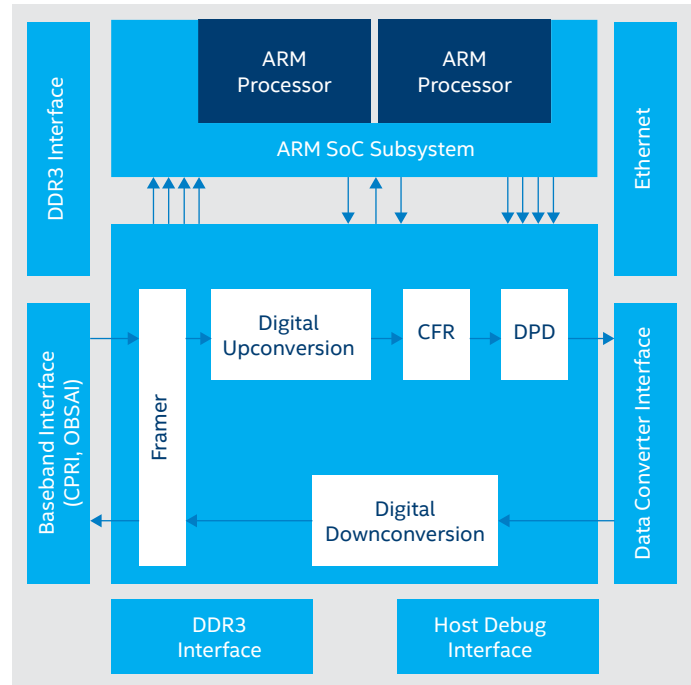 ARM
Processor
ARM
Processor
ARM SoC Subsystem
DDR3 Interface
Ethernet
Baseband Interface
(CPRI, OBSAI)
Framer
Digital
Upconversion
CFR
DPD
Digital
Downconversion
Data Converter Interface
DDR3
Interface
Host Debug
Interface